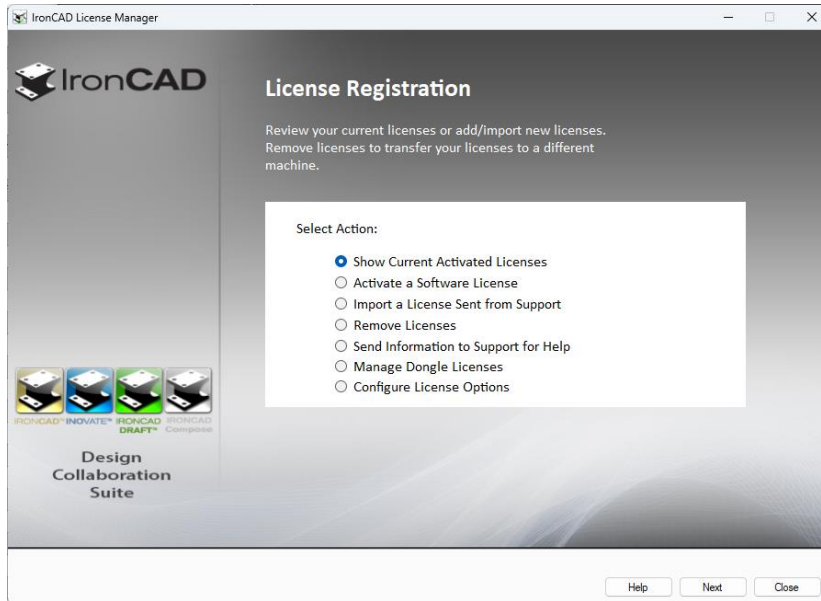 IronCAD License Manager
IronCAD
License Registration
Review your current licenses or add/import new licenses.
Remove licenses to transfer your licenses to a different
machine.
Select Action:
Show Current Activated Licenses
Activate a Software License
Import a License Sent from Support
Remove Licenses
Send Information to Support for Help
Manage Dongle Licenses
Configure License Options
IRONCAD™ INOVATE™ IRONCAD DRAFT™ IRONCAD Compose
Design
Collaboration
Suite
Help Next Close